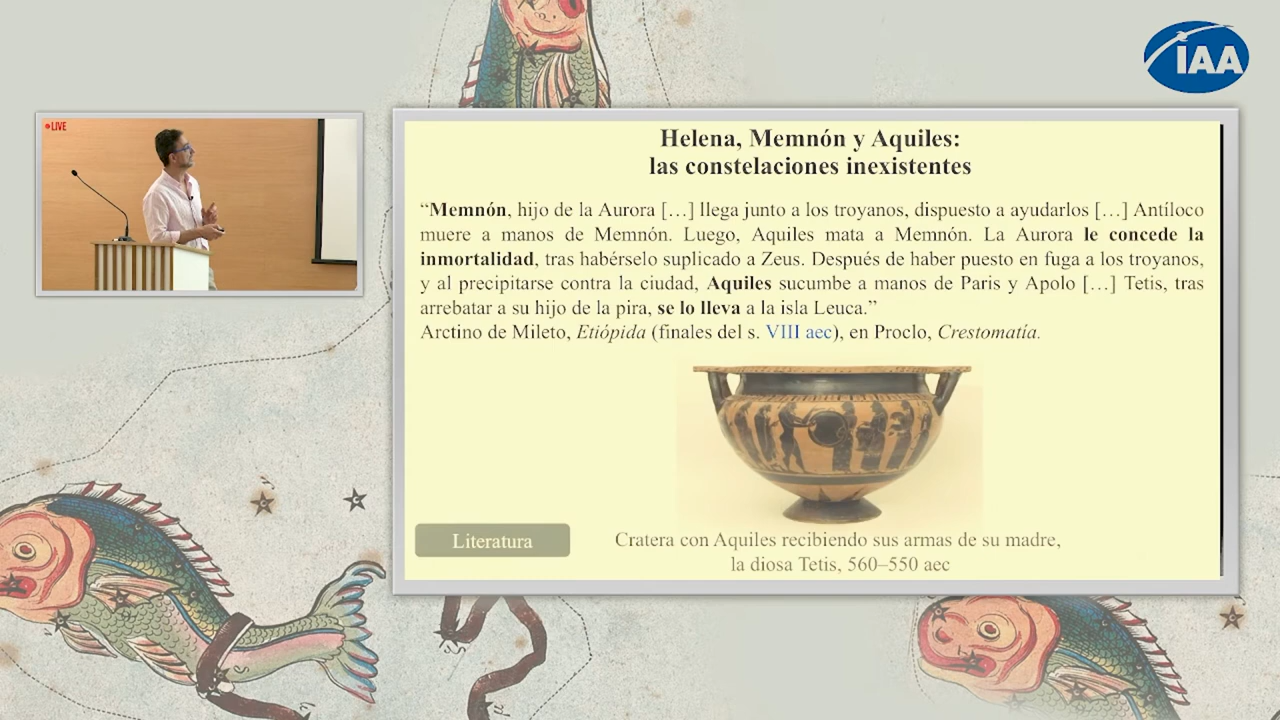 IAA
LIVE
Helena, Memnón y Aquiles:
las constelaciones inexistentes
“Memnón, hijo de la Aurora […] llega junto a los troyanos, dispuesto a ayudarlos […] Antíloco
muere a manos de Memnón. Luego, Aquiles mata a Memnón. La Aurora le concede la
inmortalidad, tras habérselo suplicado a Zeus. Después de haber puesto en fuga a los troyanos,
y al precipitarse contra la ciudad, Aquiles sucumbe a manos de Paris y Apolo […] Tetis, tras
arrebatar a su hijo de la pira, se lo lleva a la isla Leuca.”
Arctino de Mileto, Etiópida (finales del s. VIII aec), en Proclo, Crestomatía.
Literatura
Cratera con Aquiles recibiendo sus armas de su madre,
la diosa Tetis, 560–550 aec